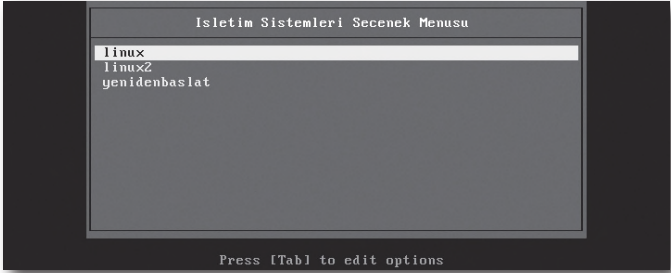 Isletim Sistemleri Secenek Menusu
linux
linux2
yenidenbaslat
Press [Tab] to edit options